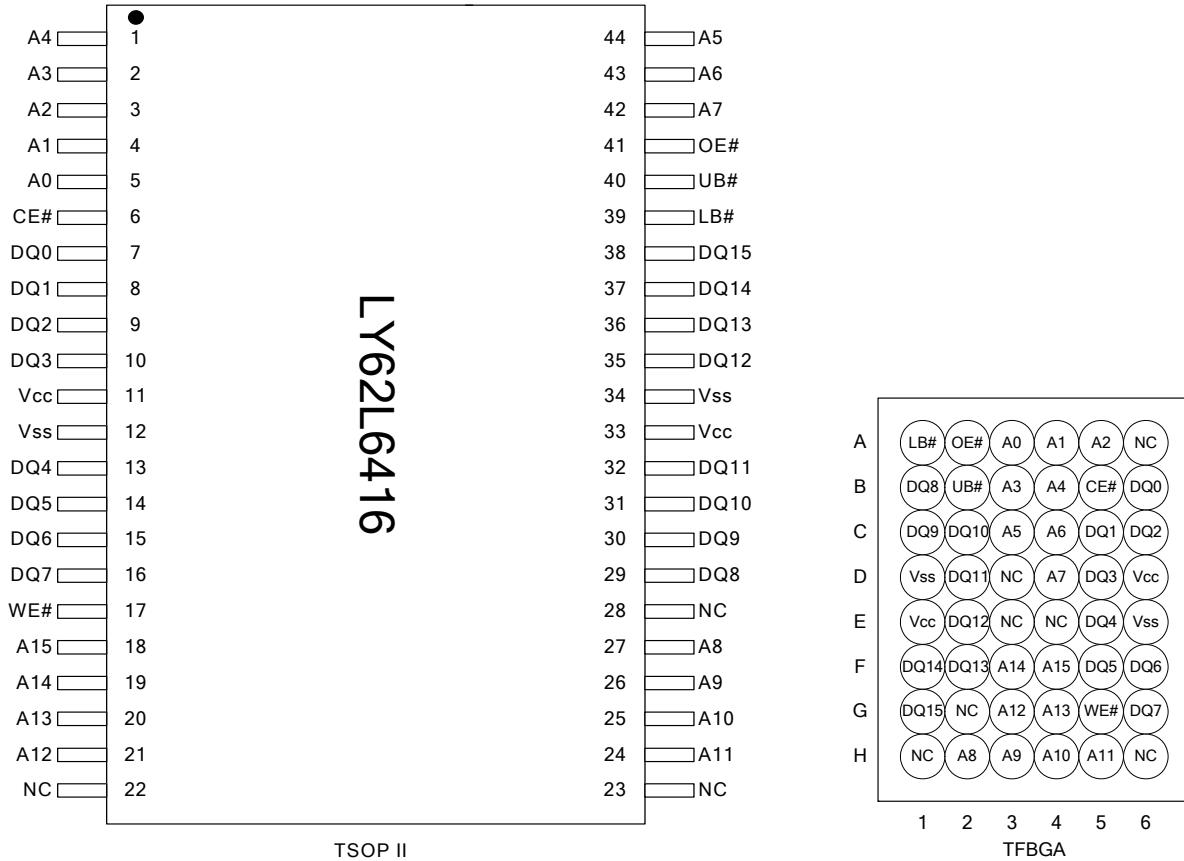 A4 1 44 A5
A3 2 43 A6
A2 3 42 A7
A1 4 41 OE#
A0 5 40 UB#
CE# 6 39 LB#
DQ0 7 38 DQ15
DQ1 8 37 DQ14
DQ2 9 36 DQ13
DQ3 10 35 DQ12
Vcc 11 34 Vss
Vss 12 33 Vcc
DQ4 13 32 DQ11
DQ5 14 31 DQ10
DQ6 15 30 DQ9
DQ7 16 29 DQ8
WE# 17 28 NC
A15 18 27 A8
A14 19 26 A9
A13 20 25 A10
A12 21 24 A11
NC 22 23 NC
LY62L6416
TSOP II
A LB# OE# A0 A1 A2 NC
B DQ8 UB# A3 A4 CE# DQ0
C DQ9 DQ10 A5 A6 DQ1 DQ2
D Vss DQ11 NC A7 DQ3 Vcc
E Vcc DQ12 NC NC DQ4 Vss
F DQ14 DQ13 A14 A15 DQ5 DQ6
G DQ15 NC A12 A13 WE# DQ7
H NC A8 A9 A10 A11 NC
1 2 3 4 5 6
TFBGA